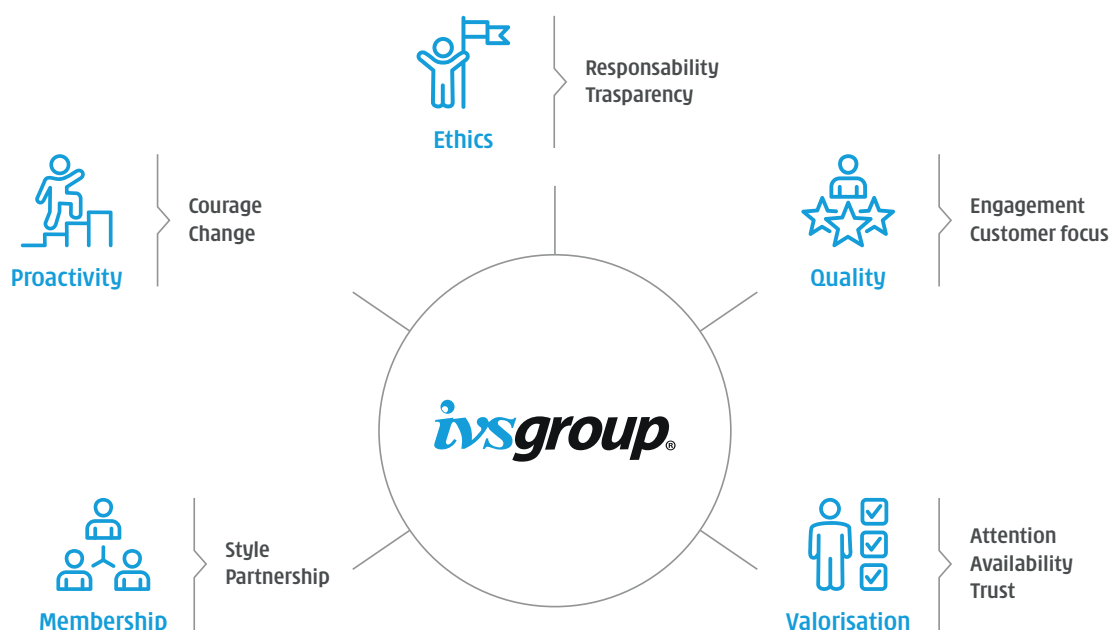 Responsability
Trasparency
Ethics
Courage
Change
Proactivity
Engagement
Customer focus
Quality
ivsgroup®
Style
Partnership
Membership
Attention
Availability
Trust
Valorisation